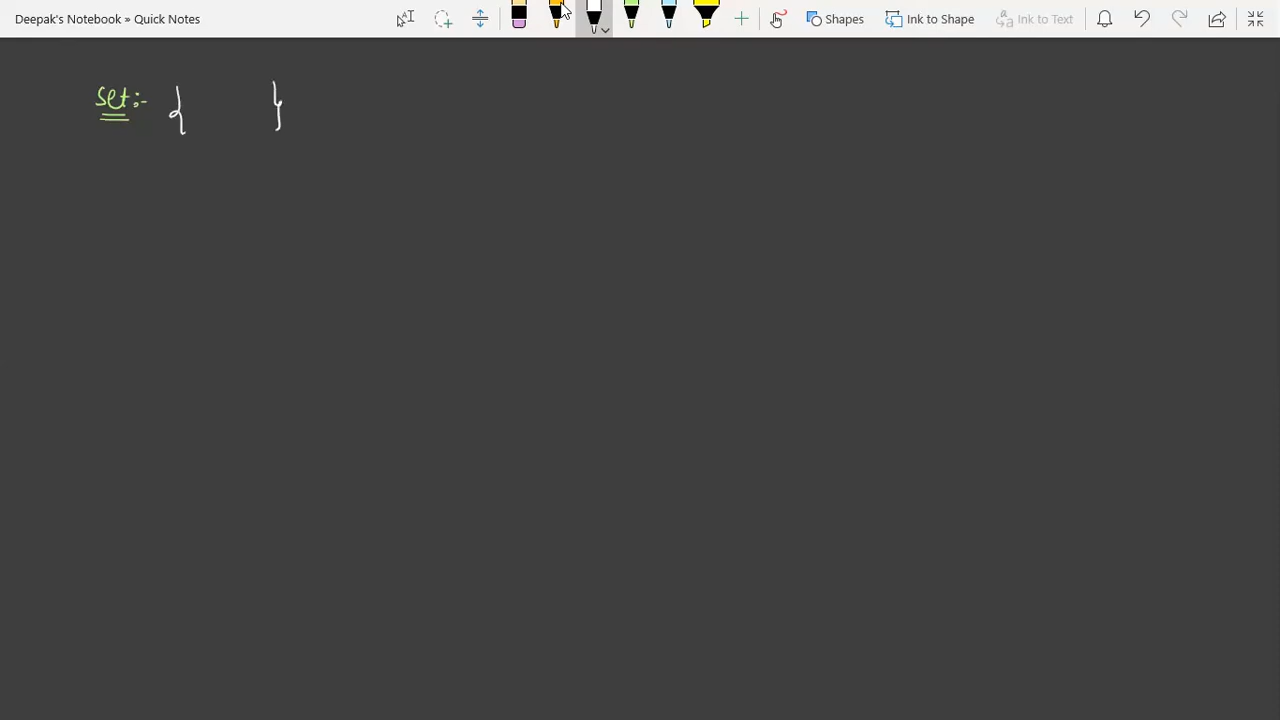 Deepak's Notebook » Quick Notes
Shapes
Ink to Shape
Ink to Text
Set:- { }